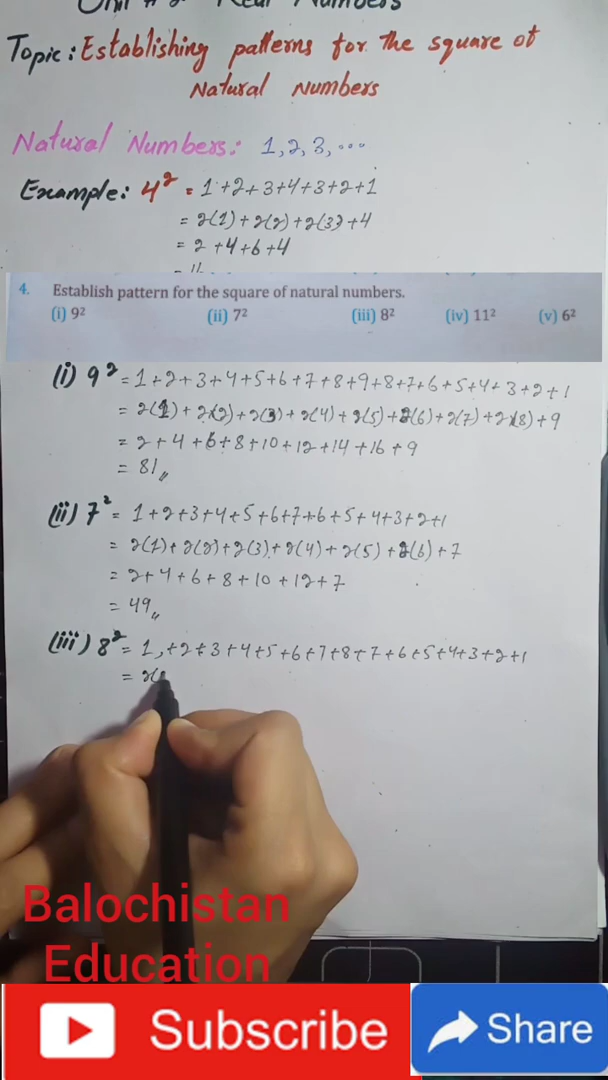 Real Numbers
Topic: Establishing patterns for the square of
Natural Numbers
Natural Numbers: 1, 2, 3, ...
Example: 4² = 1+2+3+4+3+2+1
= 2(1)+2(2)+2(3)+4
= 2+4+6+4
4. Establish pattern for the square of natural numbers.
(i) 9² (ii) 7² (iii) 8² (iv) 11² (v) 6²
(i) 9² = 1+2+3+4+5+6+7+8+9+8+7+6+5+4+3+2+1
= 2(1)+2(2)+2(3)+2(4)+2(5)+2(6)+2(7)+2(8)+9
= 2+4+6+8+10+12+14+16+9
= 81
(ii) 7² = 1+2+3+4+5+6+7+6+5+4+3+2+1
= 2(1)+2(2)+2(3)+2(4)+2(5)+2(6)+7
= 2+4+6+8+10+12+7
= 49
(iii) 8² = 1,+2+3+4+5+6+7+8+7+6+5+4+3+2+1
= 2(
Balochistan
Education
Subscribe Share